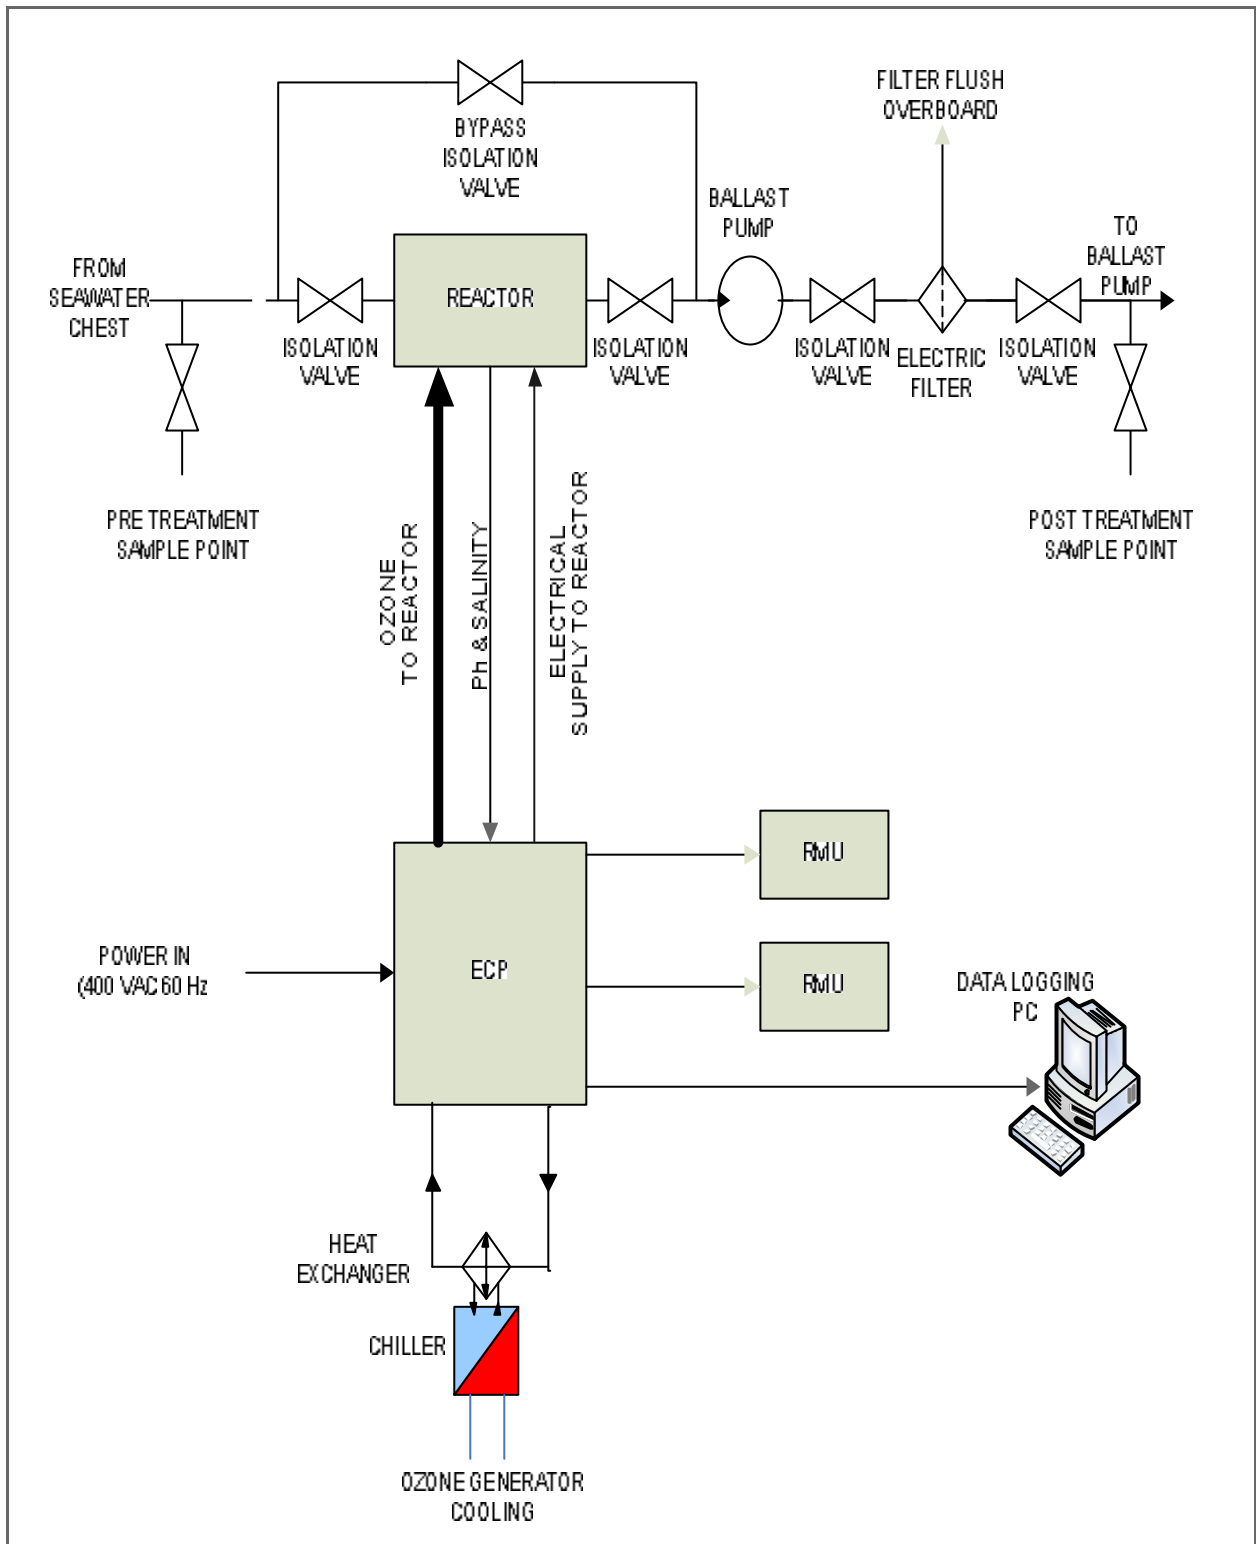 FILTER FLUSH
OVERBOARD
BYPASS
ISOLATION
VALVE
BALLAST
PUMP
TO
BALLAST
PUMP
FROM
SEAWATER
CHEST
REACTOR
ISOLATION
VALVE
ISOLATION
VALVE
ISOLATION
VALVE
ELECTRIC
FILTER
ISOLATION
VALVE
PRE TREATMENT
SAMPLE POINT
POST TREATMENT
SAMPLE POINT
OZONE
TO REACTOR
Ph & SALINITY
ELECTRICAL
SUPPLY TO REACTOR
RMU
POWER IN
(400 VAC 60 Hz
ECP
RMU
DATA LOGGING
PC
HEAT
EXCHANGER
CHILLER
OZONE GENERATOR
COOLING